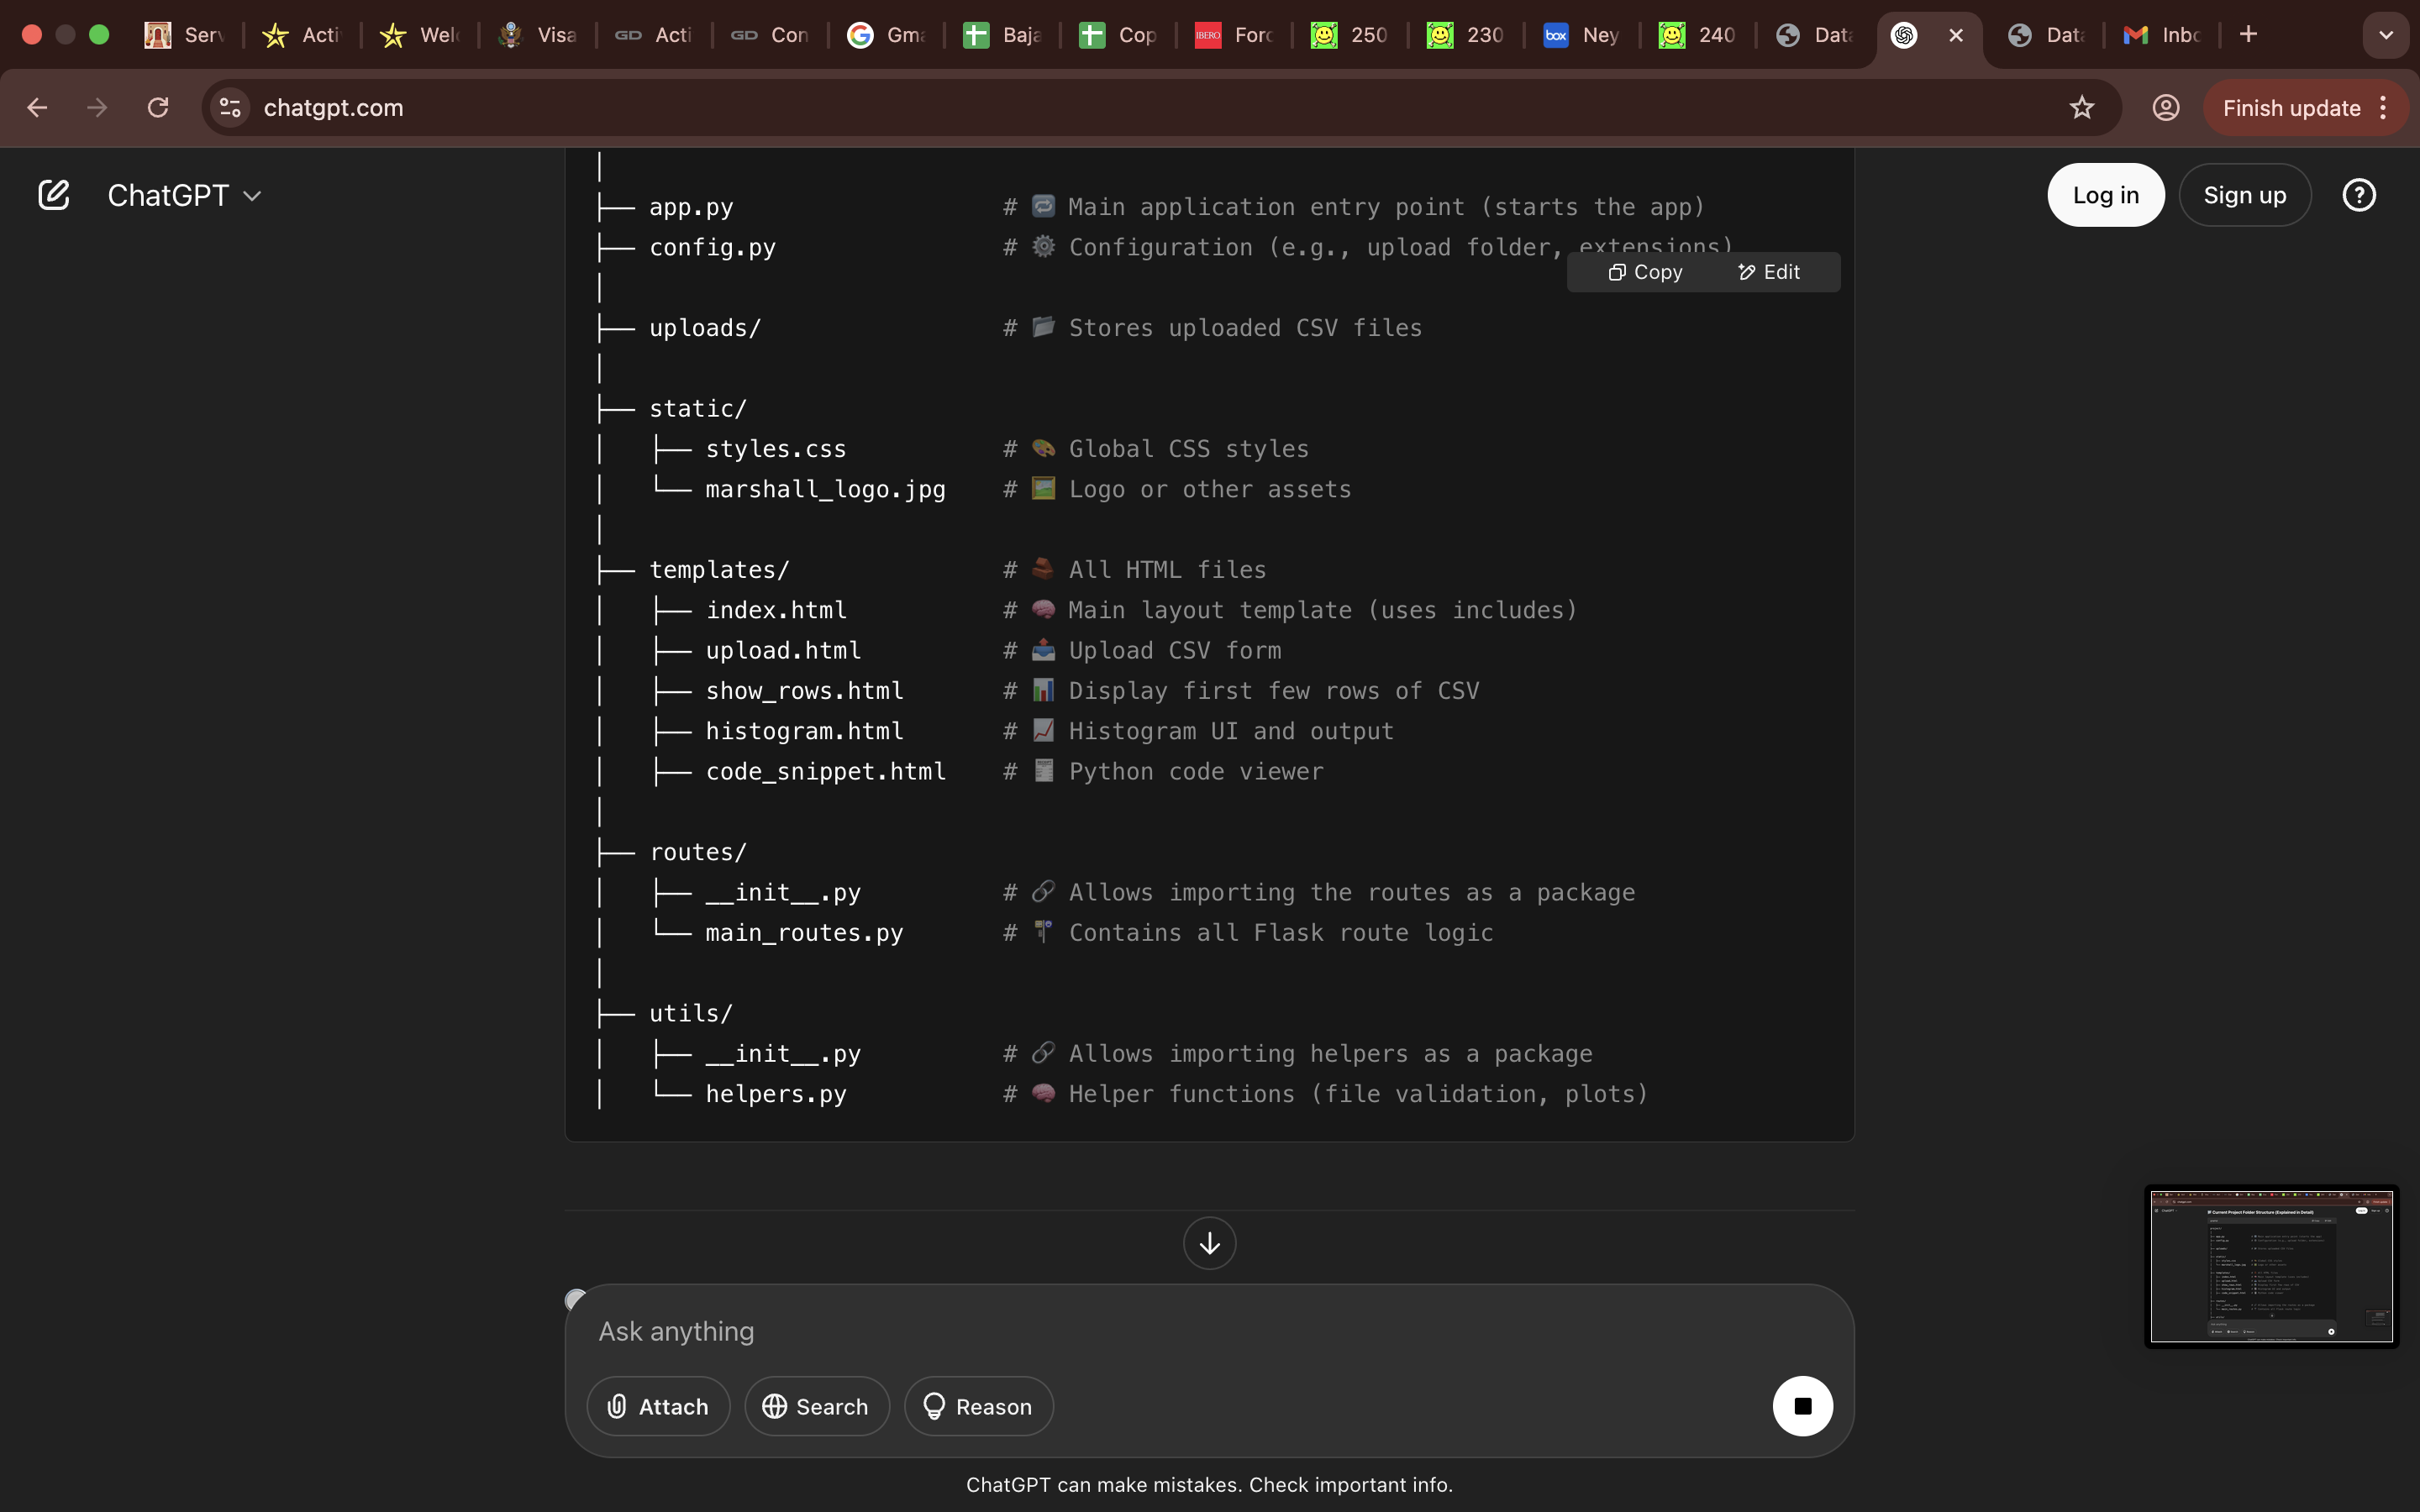 Serv
Acti
Welc
Visa
GD Acti
GD Con
Gma
Baja
Cop
IBERO Forc
250
230
box Ney
240
Data
Data
Inbo
chatgpt.com
Finish update
ChatGPT
Log in
Sign up
?
├── app.py # 🔁 Main application entry point (starts the app)
├── config.py # ⚙️ Configuration (e.g., upload folder, extensions)
Copy Edit
│
├── uploads/ # 📂 Stores uploaded CSV files
│
├── static/
│   ├── styles.css # 🎨 Global CSS styles
│   └── marshall_logo.jpg # 🖼️ Logo or other assets
│
├── templates/ # 🧱 All HTML files
│   ├── index.html # 🧠 Main layout template (uses includes)
│   ├── upload.html # 📤 Upload CSV form
│   ├── show_rows.html # 📊 Display first few rows of CSV
│   ├── histogram.html # 📈 Histogram UI and output
│   ├── code_snippet.html # 🧾 Python code viewer
│
├── routes/
│   ├── __init__.py # 🔗 Allows importing the routes as a package
│   └── main_routes.py # 🚏 Contains all Flask route logic
│
├── utils/
│   ├── __init__.py # 🔗 Allows importing helpers as a package
│   └── helpers.py # 🧠 Helper functions (file validation, plots)
Ask anything
Attach
Search
Reason
ChatGPT can make mistakes. Check important info.